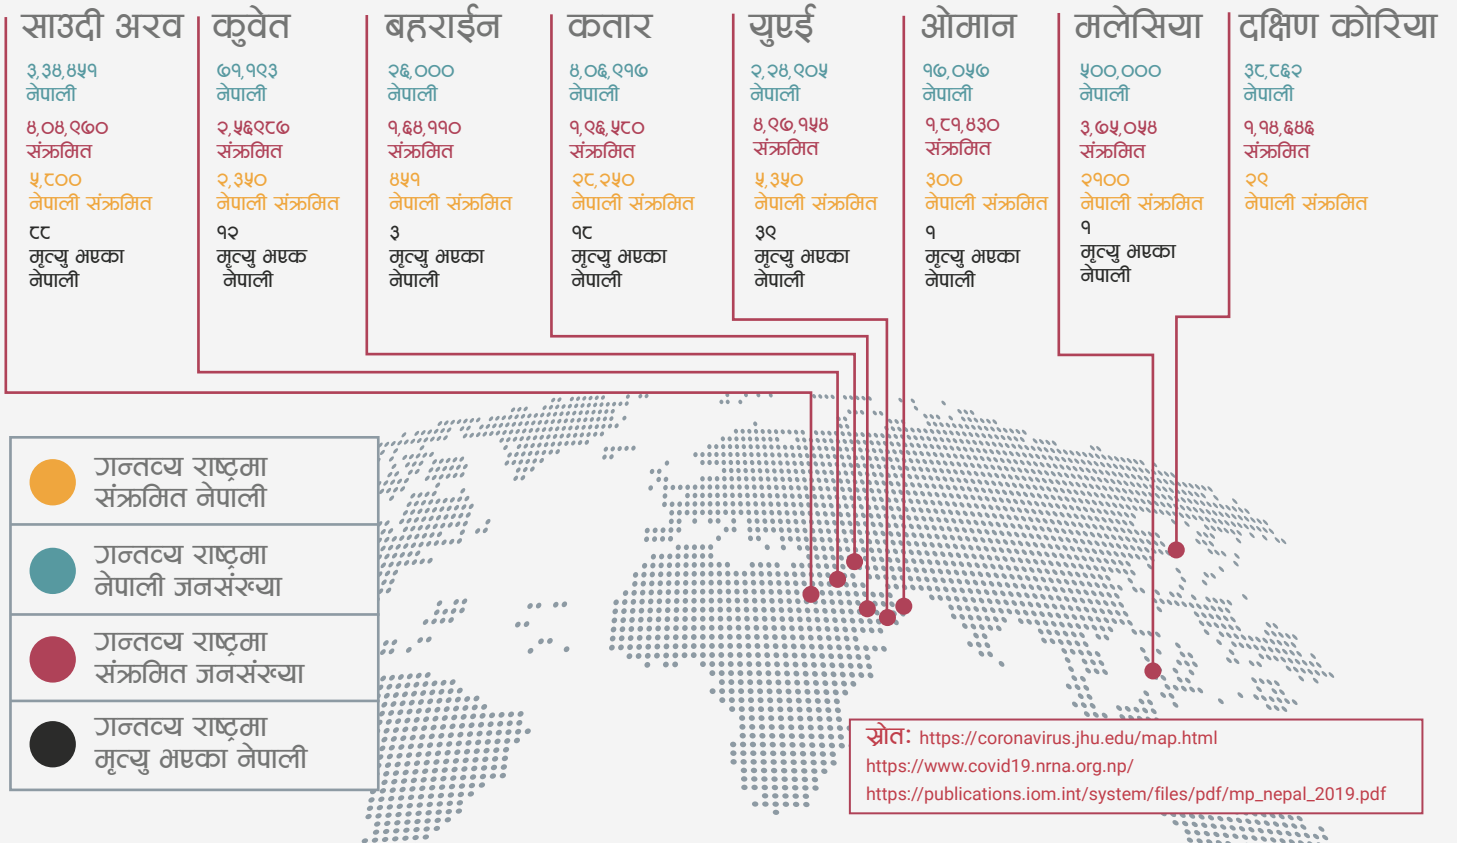 साउदी अरव
३,३४,४५१
नेपाली
४,०४,९७०
संक्रमित
५,८००
नेपाली संक्रमित
८८
मृत्यु भएका
नेपाली
कुवेत
७१,१९३
नेपाली
२,५६९८७
संक्रमित
२,३५०
नेपाली संक्रमित
१२
मृत्यु भएक
नेपाली
बहराईन
२६,०००
नेपाली
१,६४,११०
संक्रमित
४५१
नेपाली संक्रमित
३
मृत्यु भएका
नेपाली
कतार
४,०६,९१७
नेपाली
१,९६,५८०
संक्रमित
२८,२५०
नेपाली संक्रमित
१८
मृत्यु भएका
नेपाली
युएई
२,२४,९०५
नेपाली
४,९७,१५४
संक्रमित
५,३५०
नेपाली संक्रमित
३९
मृत्यु भएका
नेपाली
ओमान
१७,०५७
नेपाली
१,८१,४३०
संक्रमित
३००
नेपाली संक्रमित
१
मृत्यु भएका
नेपाली
मलेसिया
५००,०००
नेपाली
३,७५,०५४
संक्रमित
२१००
नेपाली संक्रमित
१
मृत्यु भएका
नेपाली
दक्षिण कोरिया
३८,८६२
नेपाली
१,१४,६४६
संक्रमित
२९
नेपाली संक्रमित
गन्तव्य राष्ट्रमा
संक्रमित नेपाली
गन्तव्य राष्ट्रमा
नेपाली जनसंख्या
गन्तव्य राष्ट्रमा
संक्रमित जनसंख्या
गन्तव्य राष्ट्रमा
मृत्यु भएका नेपाली
स्रोत: https://coronavirus.jhu.edu/map.html
https://www.covid19.nrna.org.np/
https://publications.iom.int/system/files/pdf/mp_nepal_2019.pdf